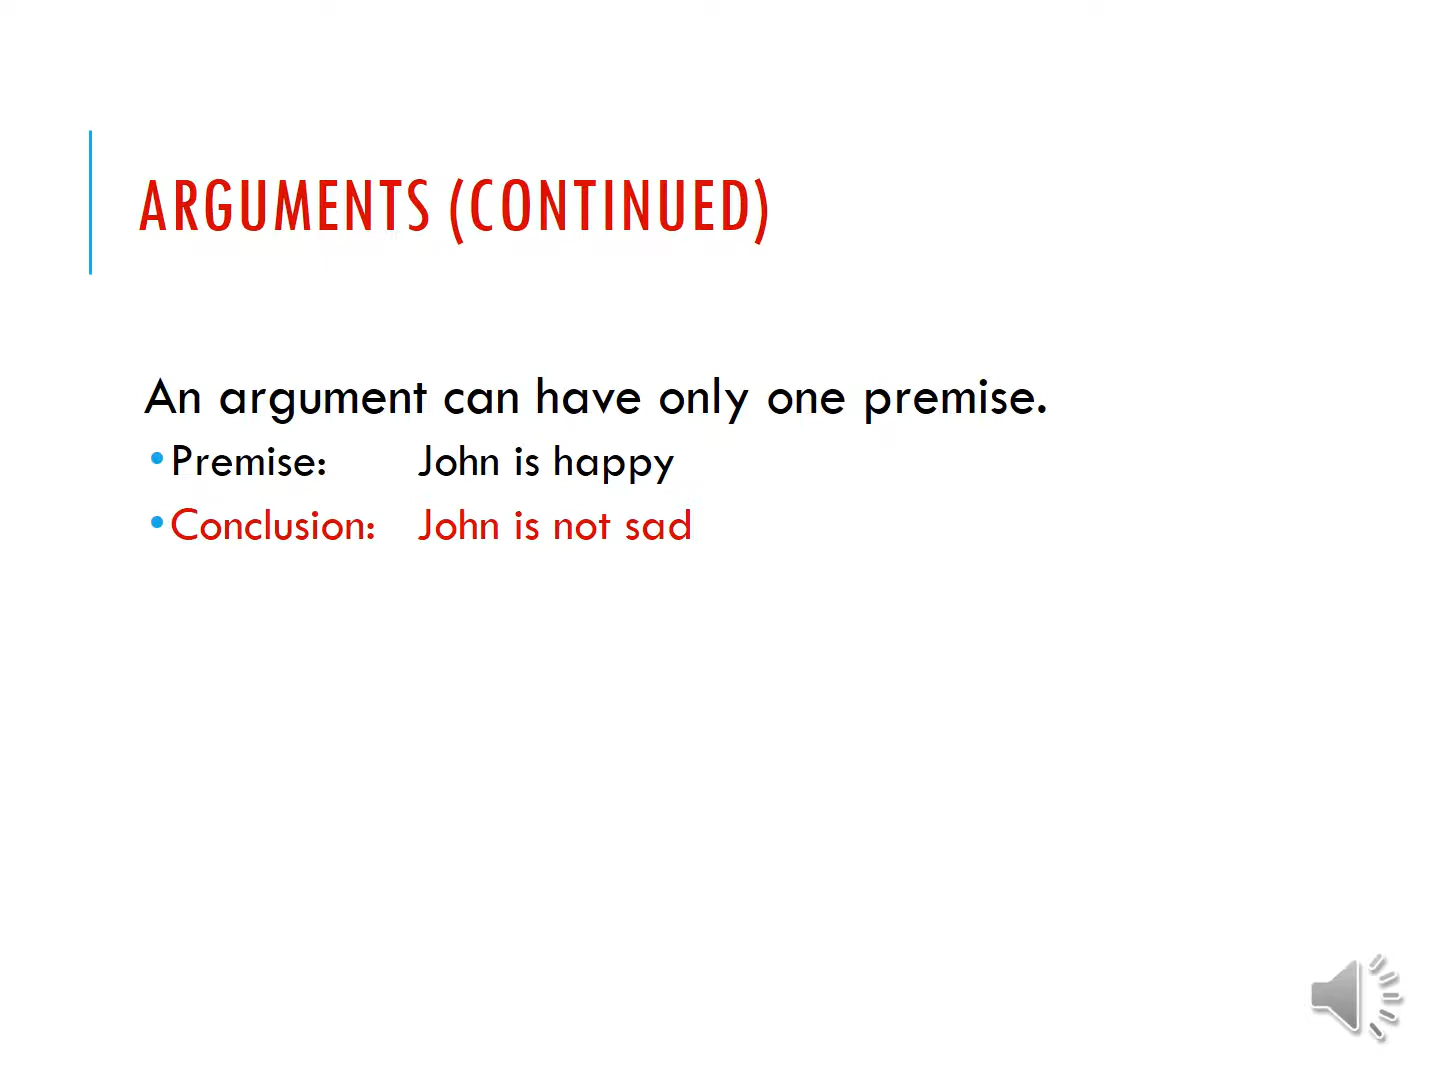 ARGUMENTS (CONTINUED)
An argument can have only one premise.
• Premise: John is happy
• Conclusion: John is not sad